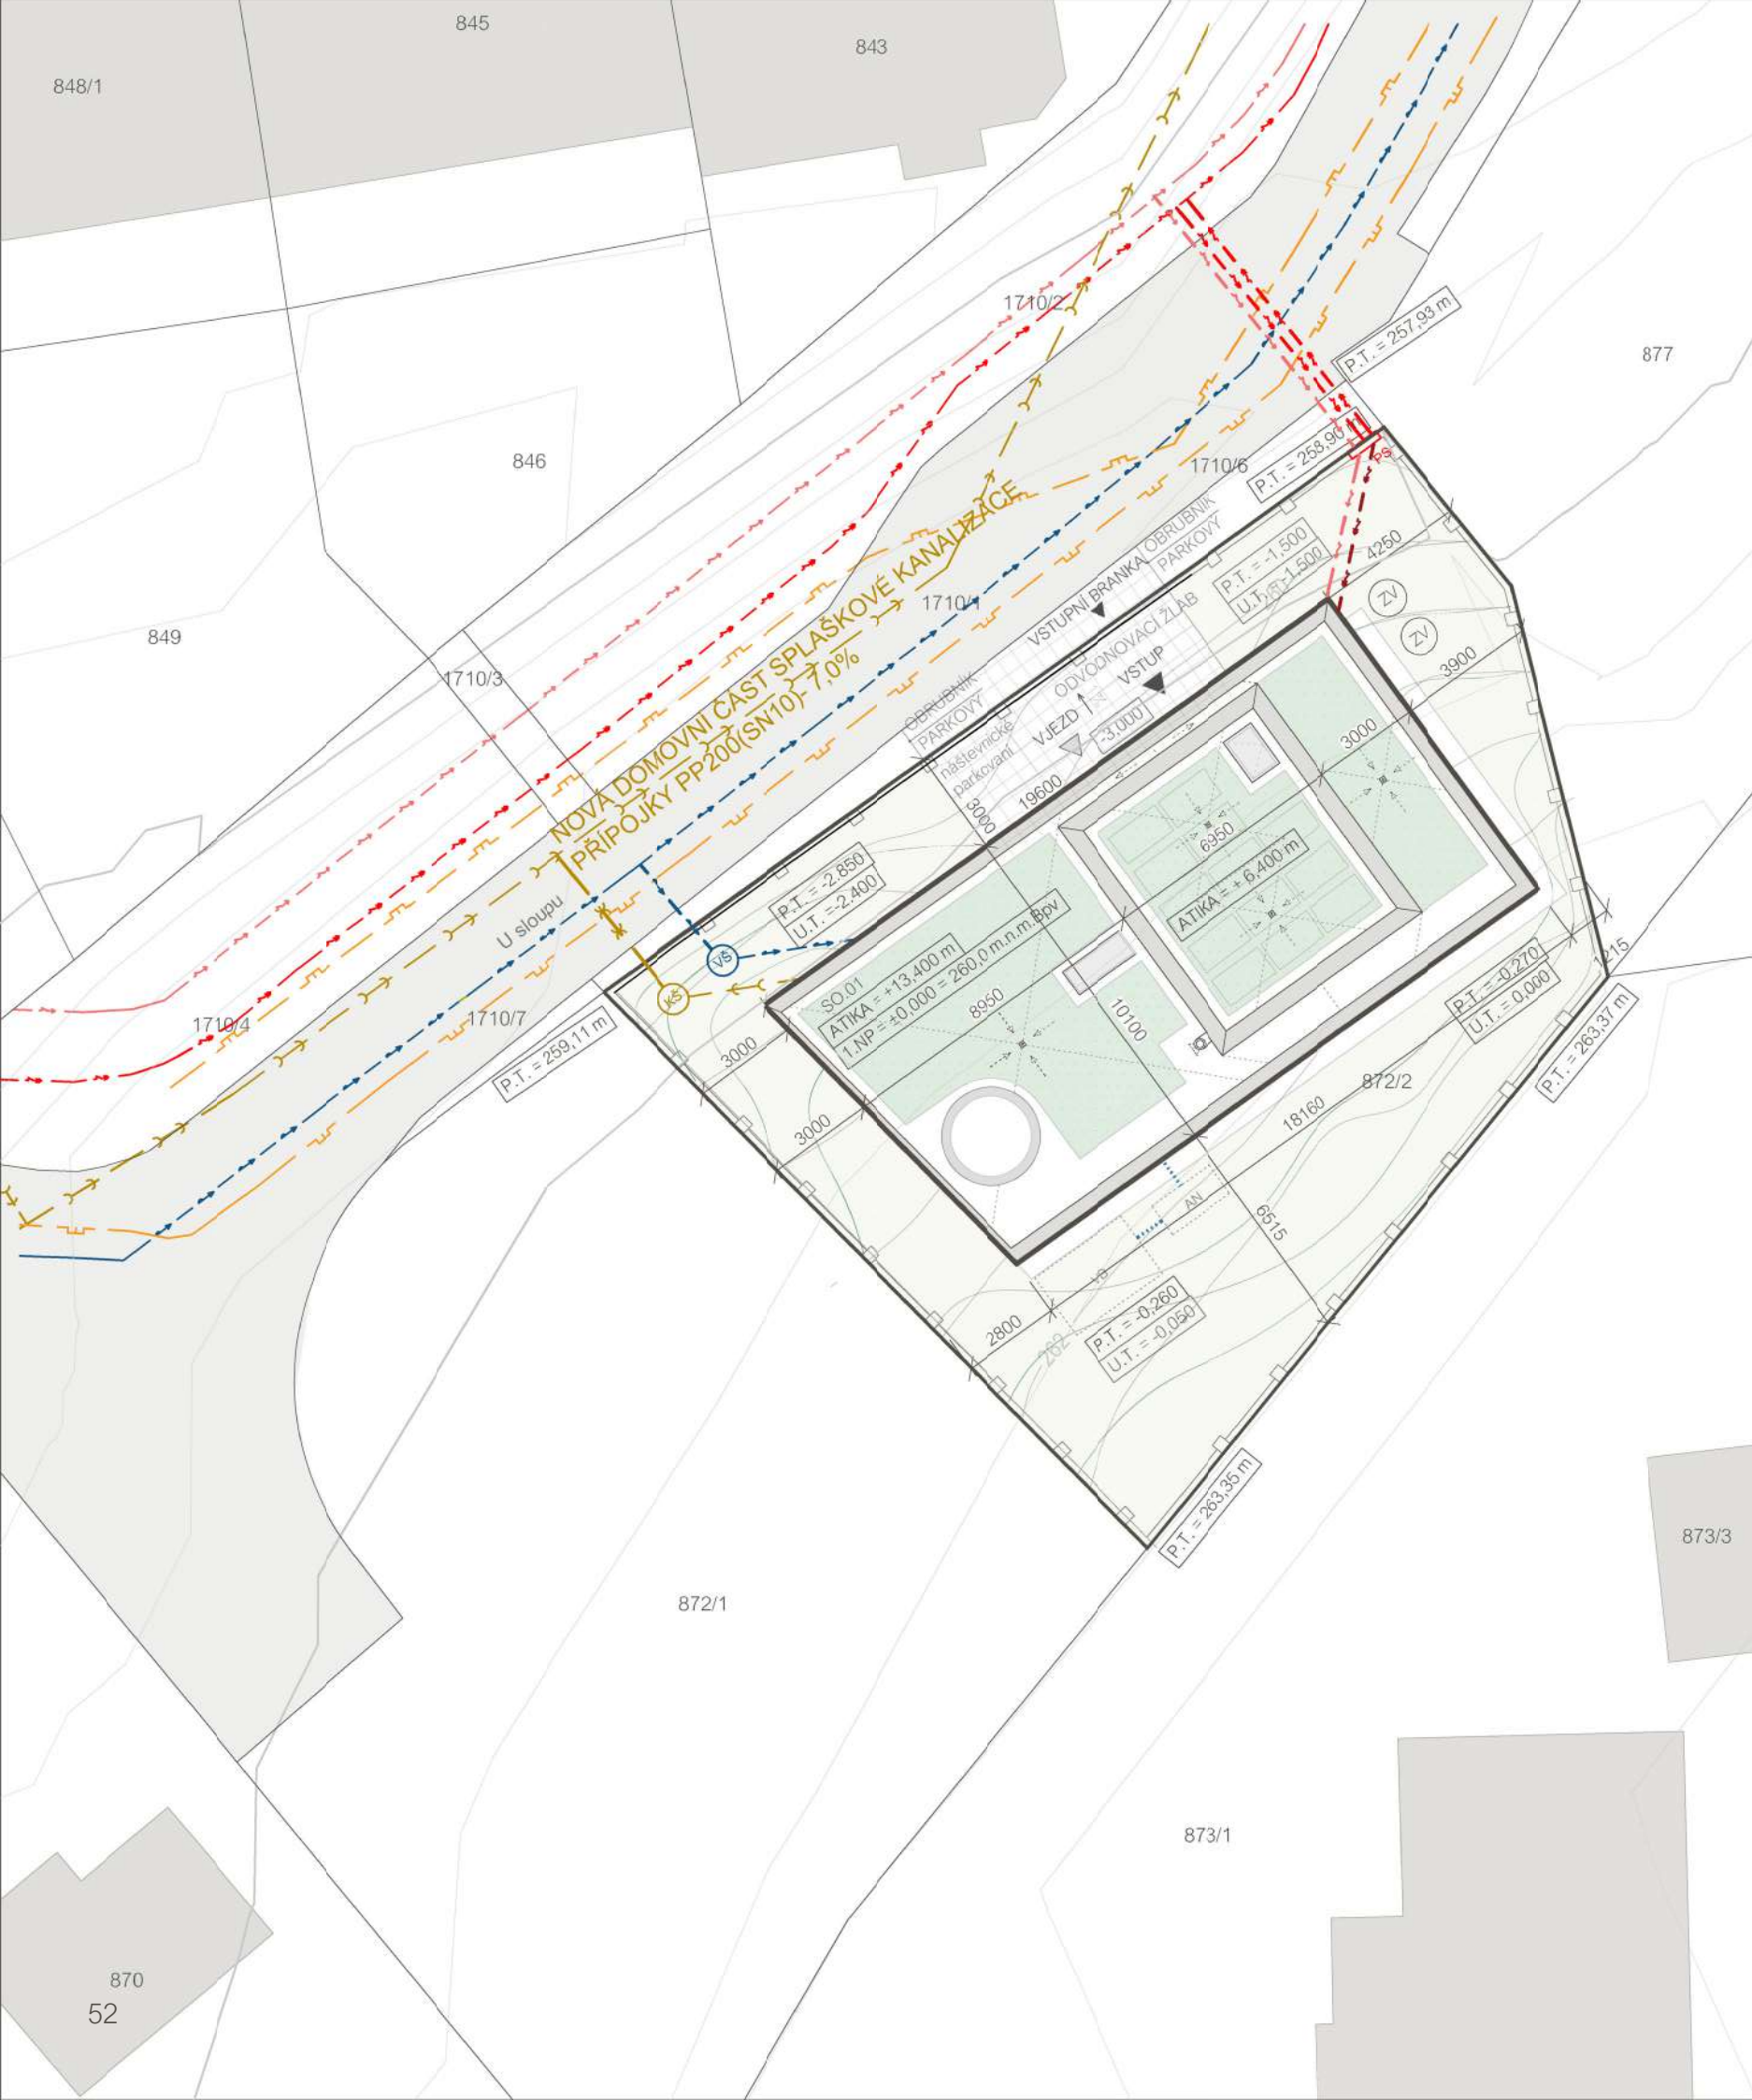 845
843
848/1
1710/2
P.T. = 257,93 m
877
846
P.T. = 258,90 m
1710/6
PS
OBRUBNÍK
PARKOVÝ
VSTUPNÍ BRANKA
P.T. = -1,500
U.T. = -1,500
4250
ZV
ZV
849
1710/1
NOVÁ DOMOVNÍ ČÁST SPLAŠKOVÉ KANALIZACE
PŘÍPOJKY PP200(SN10)- 7,0%
1710/3
ODVODŇOVACÍ ŽLAB
VSTUP
3900
OBRUBNÍK
PARKOVÝ
VJEZD
-3,000
3000
náštevnické
parkovaní
19600
3000
6950
ATIKA = + 6,400 m
P.T. = -2,850
U.T. = -2,400
U sloupu
VŠ
KŠ
SO.01
ATIKA = +13,400 m
1.NP = ±0,000 = 260,0 m.n.m.Bpv
8950
10100
1215
P.T. = -0,270
U.T. = 0,000
P.T. = 263,37 m
1710/4
1710/7
P.T. = 259,11 m
3000
3000
872/2
18160
AN
6515
VD
P.T. = -0,260
U.T. = -0,050
2800
262
P.T. = 263,35 m
873/3
872/1
873/1
870
52